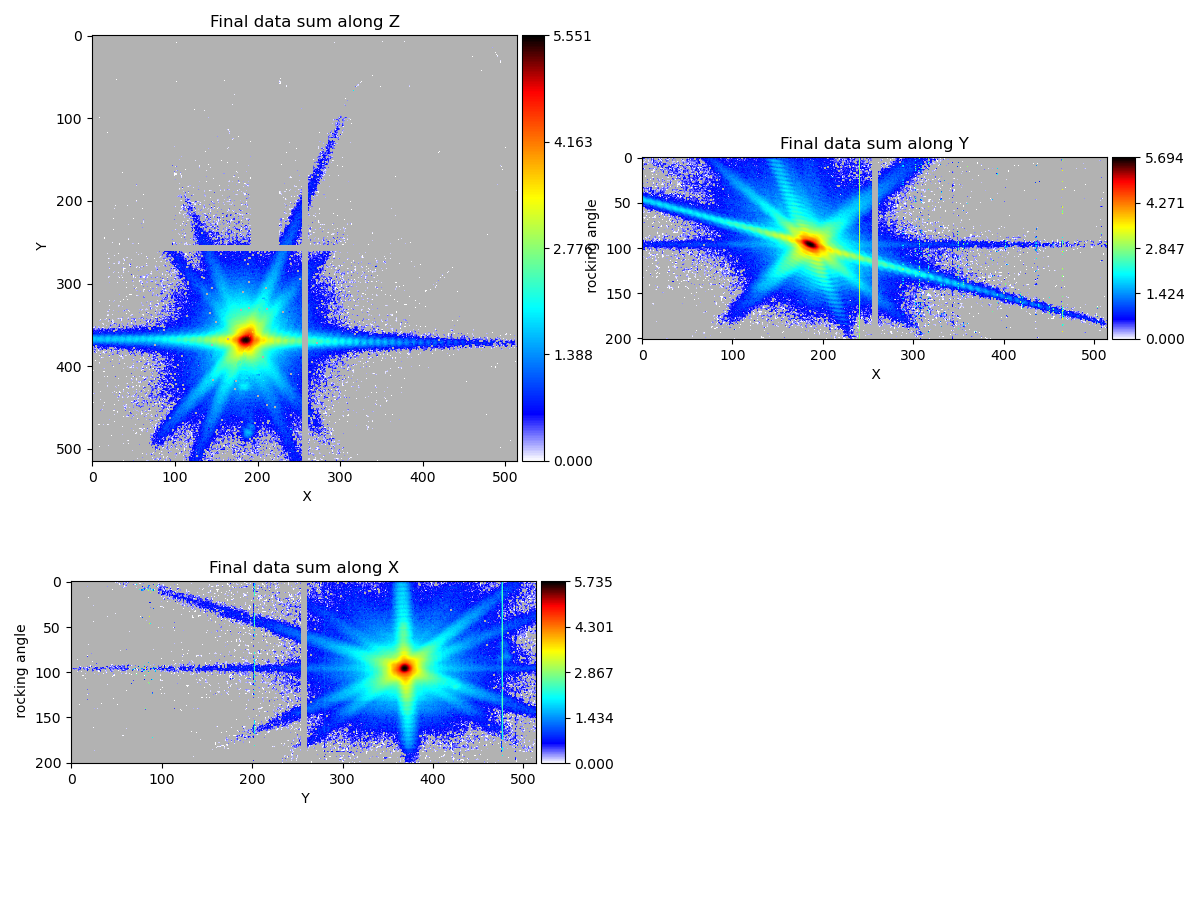 Final data sum along Z
0
100
200
300
400
500
Y
0 100 200 300 400 500
X
5.551
4.163
2.776
1.388
0.000
Final data sum along Y
0
50
100
150
200
rocking angle
0 100 200 300 400 500
X
5.694
4.271
2.847
1.424
0.000
Final data sum along X
0
50
100
150
200
rocking angle
0 100 200 300 400 500
Y
5.735
4.301
2.867
1.434
0.000